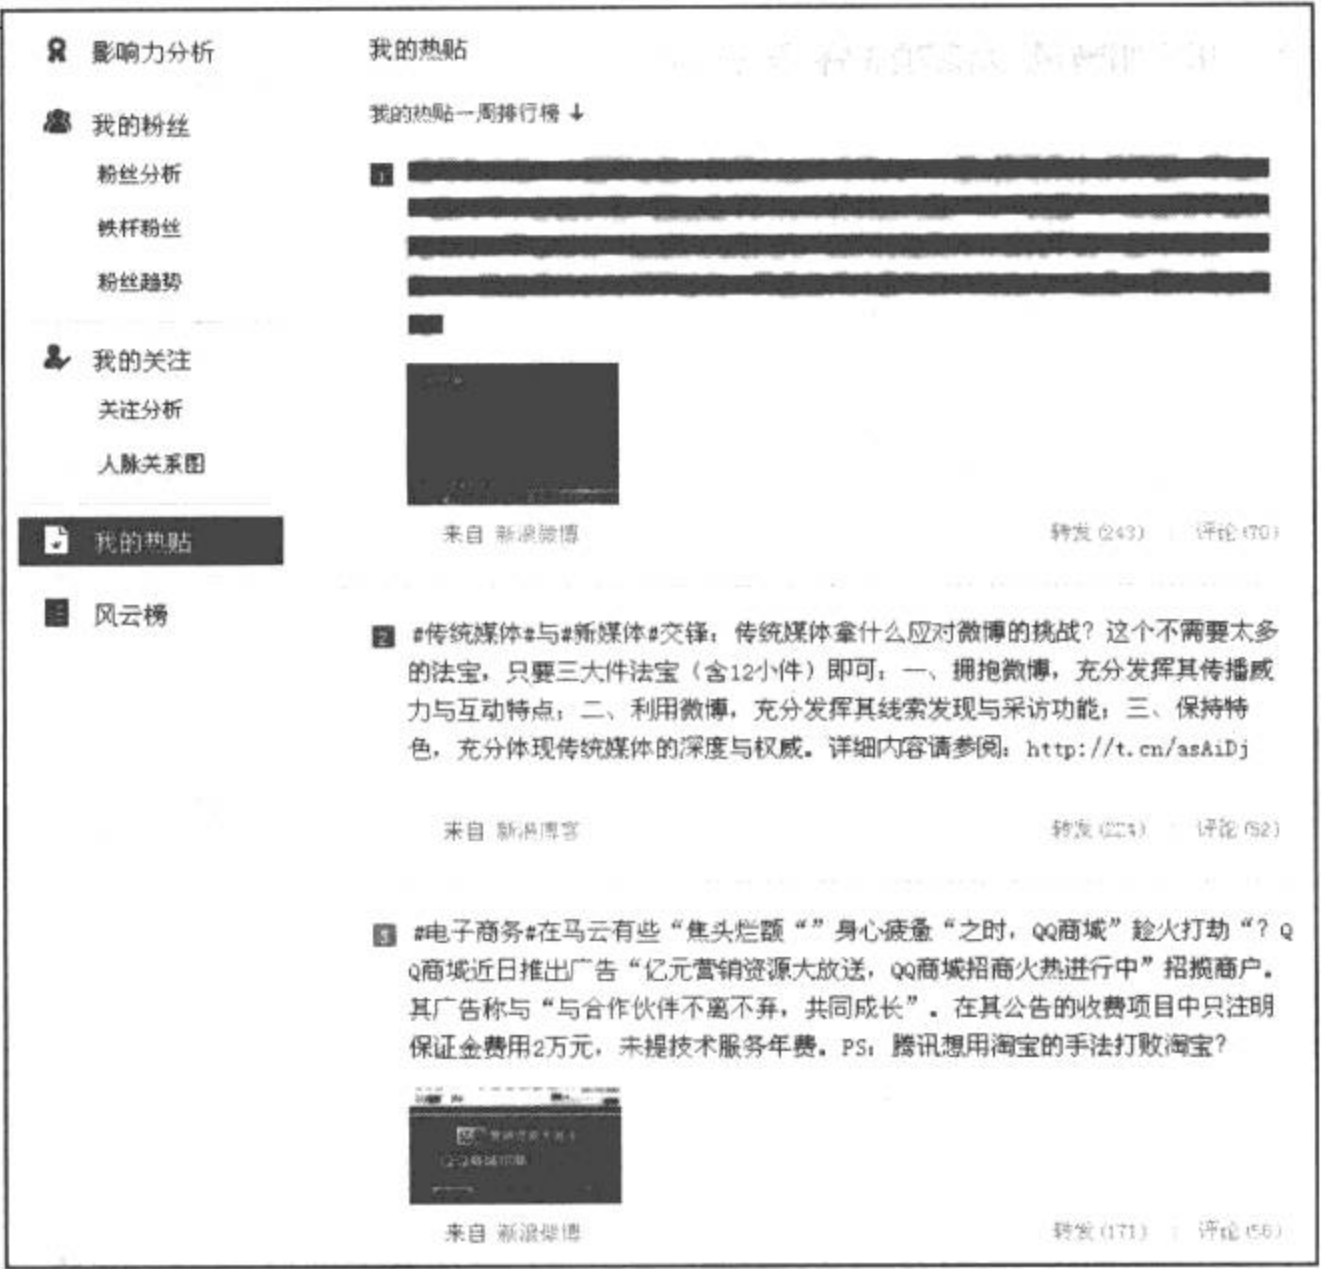 影响力分析
我的粉丝
粉丝分析
铁杆粉丝
粉丝趋势
我的关注
关注分析
人脉关系图
我的热贴
风云榜
我的热贴
我的热贴一周排行榜 ↓
1
来自 新浪微博
转发(243) | 评论(70)
2 #传统媒体#与#新媒体#交锋：传统媒体拿什么应对微博的挑战？这个不需要太多
的法宝，只要三大件法宝（含12小件）即可：一、拥抱微博，充分发挥其传播威
力与互动特点；二、利用微博，充分发挥其线索发现与采访功能；三、保持特
色，充分体现传统媒体的深度与权威。详细内容请参阅：http://t.cn/asAiDj
来自 新浪博客
转发(224) | 评论(52)
3 #电子商务#在马云有些“焦头烂额“”身心疲惫“之时，QQ商城”趁火打劫“？Q
Q商城近日推出广告“亿元营销资源大放送，QQ商城招商火热进行中”招揽商户。
其广告称与“与合作伙伴不离不弃，共同成长”。在其公告的收费项目中只注明
保证金费用2万元，未提技术服务年费。PS：腾讯想用淘宝的手法打败淘宝？
来自 新浪微博
转发(171) | 评论(56)